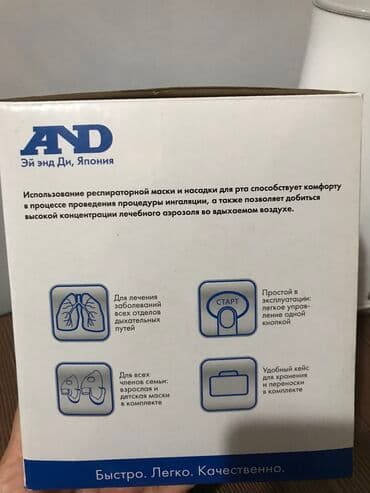 AND
Эй энд Ди, Япония
Использование респираторной маски и насадки для рта способствует комфорту
в процессе проведения процедуры ингаляции, а также позволяет добиться
высокой концентрации лечебного аэрозоля во вдыхаемом воздухе.
Для лечения
заболеваний
всех отделов
дыхательных
путей
СТАРТ
Простой в
эксплуатации:
легкое управ-
ление одной
кнопкой
Для всех
членов семьи:
взрослая и
детская маски
в комплекте
Удобный кейс
для хранения
и переноски
в комплекте
Быстро. Легко. Качественно.